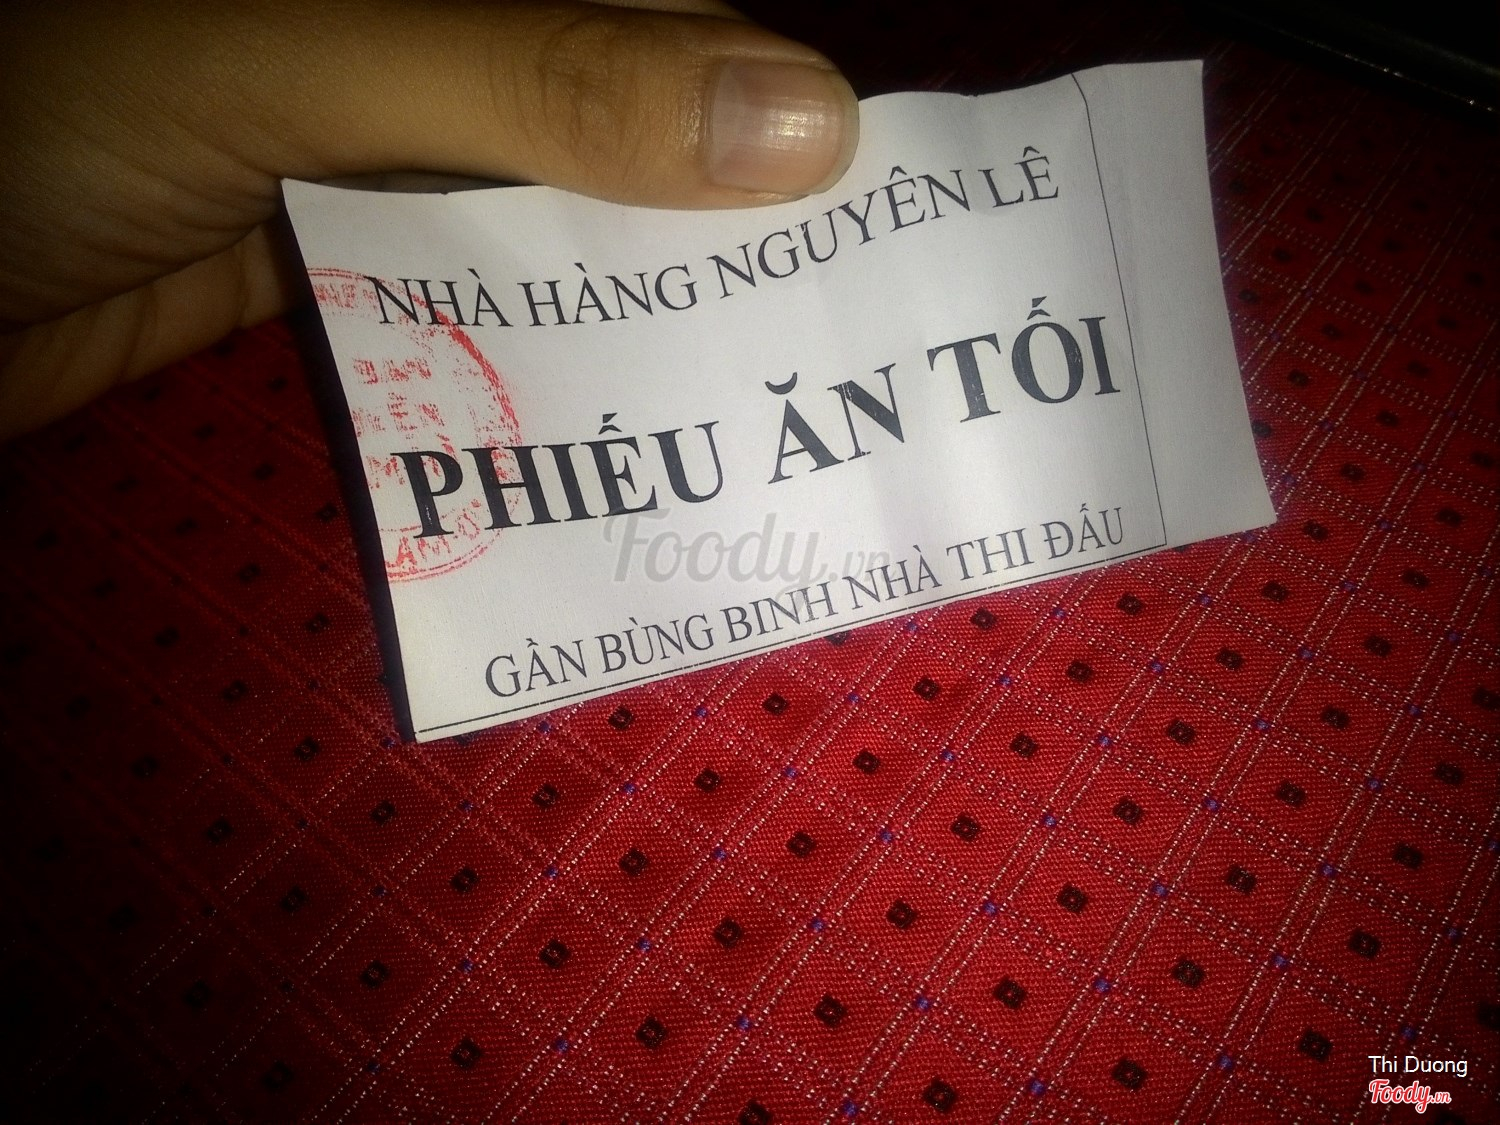 NHÀ HÀNG NGUYÊN LÊ
PHIẾU ĂN TỐI
GẦN BÙNG BINH NHÀ THI ĐẤU
Foody.vn
Thi Duong
Foody.vn